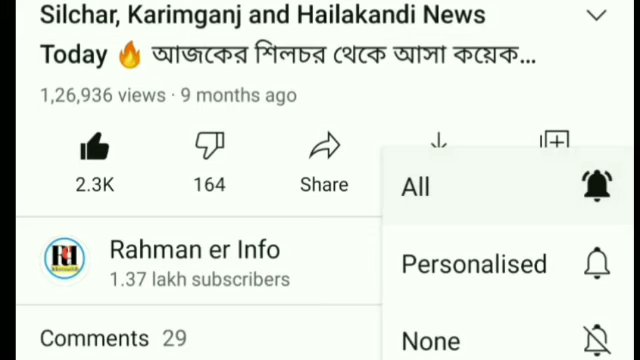 Silchar, Karimganj and Hailakandi News
Today 🔥 আজকের শিলচর থেকে আসা কয়েক...
1,26,936 views · 9 months ago
2.3K
164
Share
All
Rahman er Info
1.37 lakh subscribers
Personalised
Comments 29
None